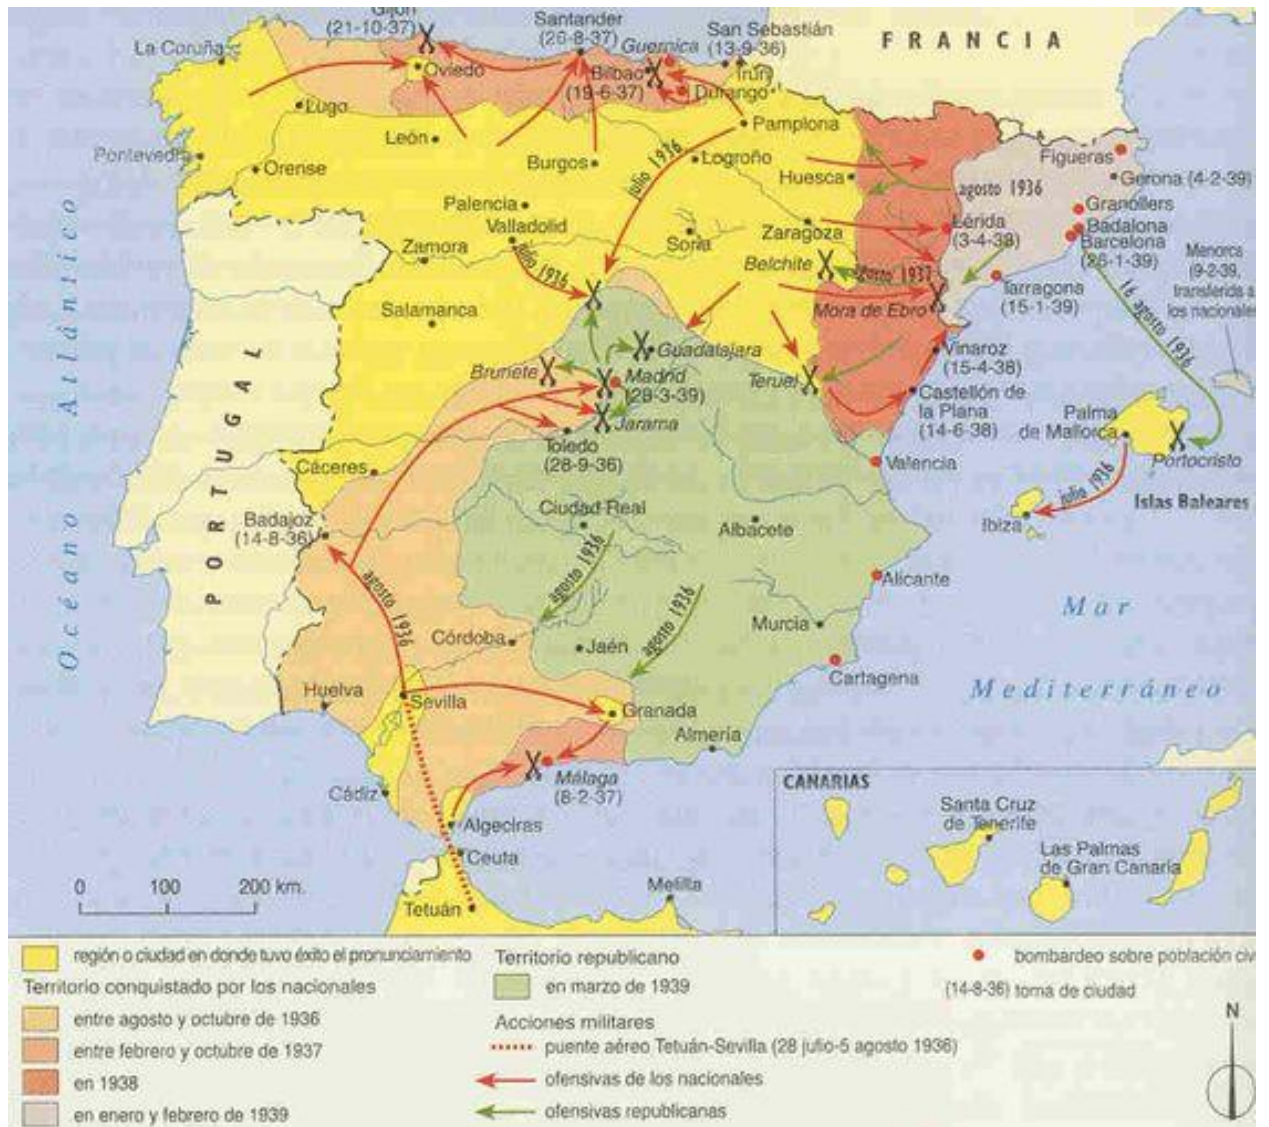 Gijón
(21-10-37)
Santander
(26-8-37)
Guernica
San Sebastián
(13-9-36)
FRANCIA
La Coruña
Oviedo
Bilbao
(19-6-37)
Irún
Durango
Lugo
León
Pamplona
Pontevedra
Orense
Burgos
julio 1936
Logroño
Huesca
Figueras
Gerona (4-2-39)
agosto 1936
Palencia
Valladolid
Granollers
Badalona
Barcelona
(26-1-39)
Lérida
(3-4-38)
Zamora
julio 1936
Soria
Zaragoza
Belchite
agosto 1937
Menorca
(9-2-39,
transferida a
los nacionales
Tarragona
(15-1-39)
16 agosto 1936
Salamanca
Mora de Ebro
Océano Atlántico
PORTUGAL
Guadalajara
Brunete
Madrid
(28-3-39)
Teruel
Vinaroz
(15-4-38)
Castellón de
la Plana
(14-6-38)
Jarama
Toledo
(28-9-36)
Palma
de Mallorca
Portocristo
Cáceres
Valencia
julio 1936
Islas Baleares
Ibiza
Badajoz
(14-8-36)
Ciudad Real
Albacete
agosto 1936
agosto 1936
agosto 1936
Alicante
Mar
Mediterráneo
Córdoba
Jaén
Murcia
Cartagena
Huelva
Sevilla
Granada
Almería
Málaga
(8-2-37)
Cádiz
Algeciras
Ceuta
Melilla
Tetuán
0 100 200 km.
CANARIAS
Santa Cruz
de Tenerife
Las Palmas
de Gran Canaria
región o ciudad en donde tuvo éxito el pronunciamiento
Territorio conquistado por los nacionales
entre agosto y octubre de 1936
entre febrero y octubre de 1937
en 1938
en enero y febrero de 1939
Territorio republicano
en marzo de 1939
Acciones militares
puente aéreo Tetuán-Sevilla (28 julio-5 agosto 1936)
ofensivas de los nacionales
ofensivas republicanas
bombardeo sobre población civ
(14-8-36) toma de ciudad
N